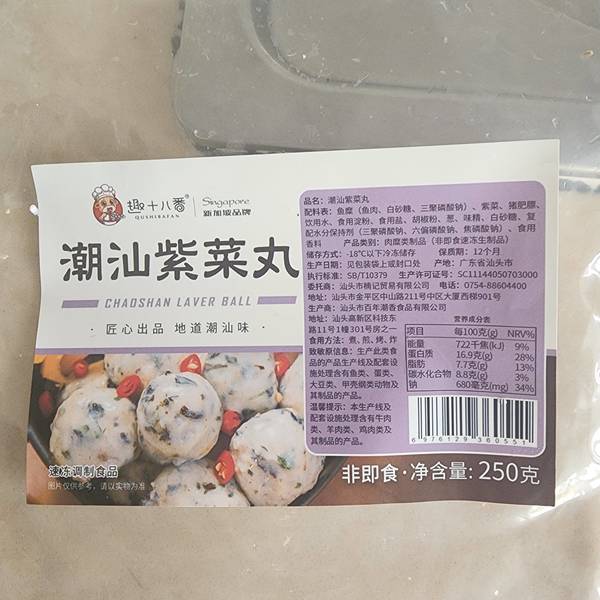 趣十八番®
QUSHIBAFAN
Singapore
新加坡品牌
潮汕紫菜丸
CHAOSHAN LAVER BALL
· 匠心出品 地道潮汕味 ·
速冻调制食品
图片仅供参考，请以实物为准
品名：潮汕紫菜丸
配料表：鱼糜（鱼肉、白砂糖、三聚磷酸钠）、紫菜、猪肥膘、
饮用水、食用淀粉、食用盐、胡椒粉、葱、味精、白砂糖、复
配水分保持剂（三聚磷酸钠、六偏磷酸钠、焦磷酸钠）、食用
香料 产品类别：肉糜类制品（非即食速冻生制品）
储存方式：-18℃以下冷冻储存 保质期：12个月
生产日期：见包装袋上或封口处 产地：广东省汕头市
执行标准：SB/T10379 生产许可证号：SC11144050703000
委托商：汕头市楠记贸易有限公司 电话：0754-88604400
地址：汕头市金平区中山路211号中区大厦西梯901号
生产商：汕头市百年潮香食品有限公司
地址：汕头高新区科技东
路11号1幢301号房之一
食用方法：煮、煎、烤、炸
致敏原信息：生产此类食
品的产品生产线及配套设
施处理含有鱼类、蛋类、
大豆类、甲壳纲类动物及
其制品的产品。
温馨提示：本生产线及
配套设施处理含有牛肉
类、羊肉类、鸡肉类及
其制品的产品。
营养成分表
项目 每100克(g) NRV%
能量 722千焦(kJ) 9%
蛋白质 16.9克(g) 28%
脂肪 7.7克(g) 13%
碳水化合物 8.8克(g) 3%
钠 680毫克(mg) 34%
6976129360551
非即食·净含量：250克